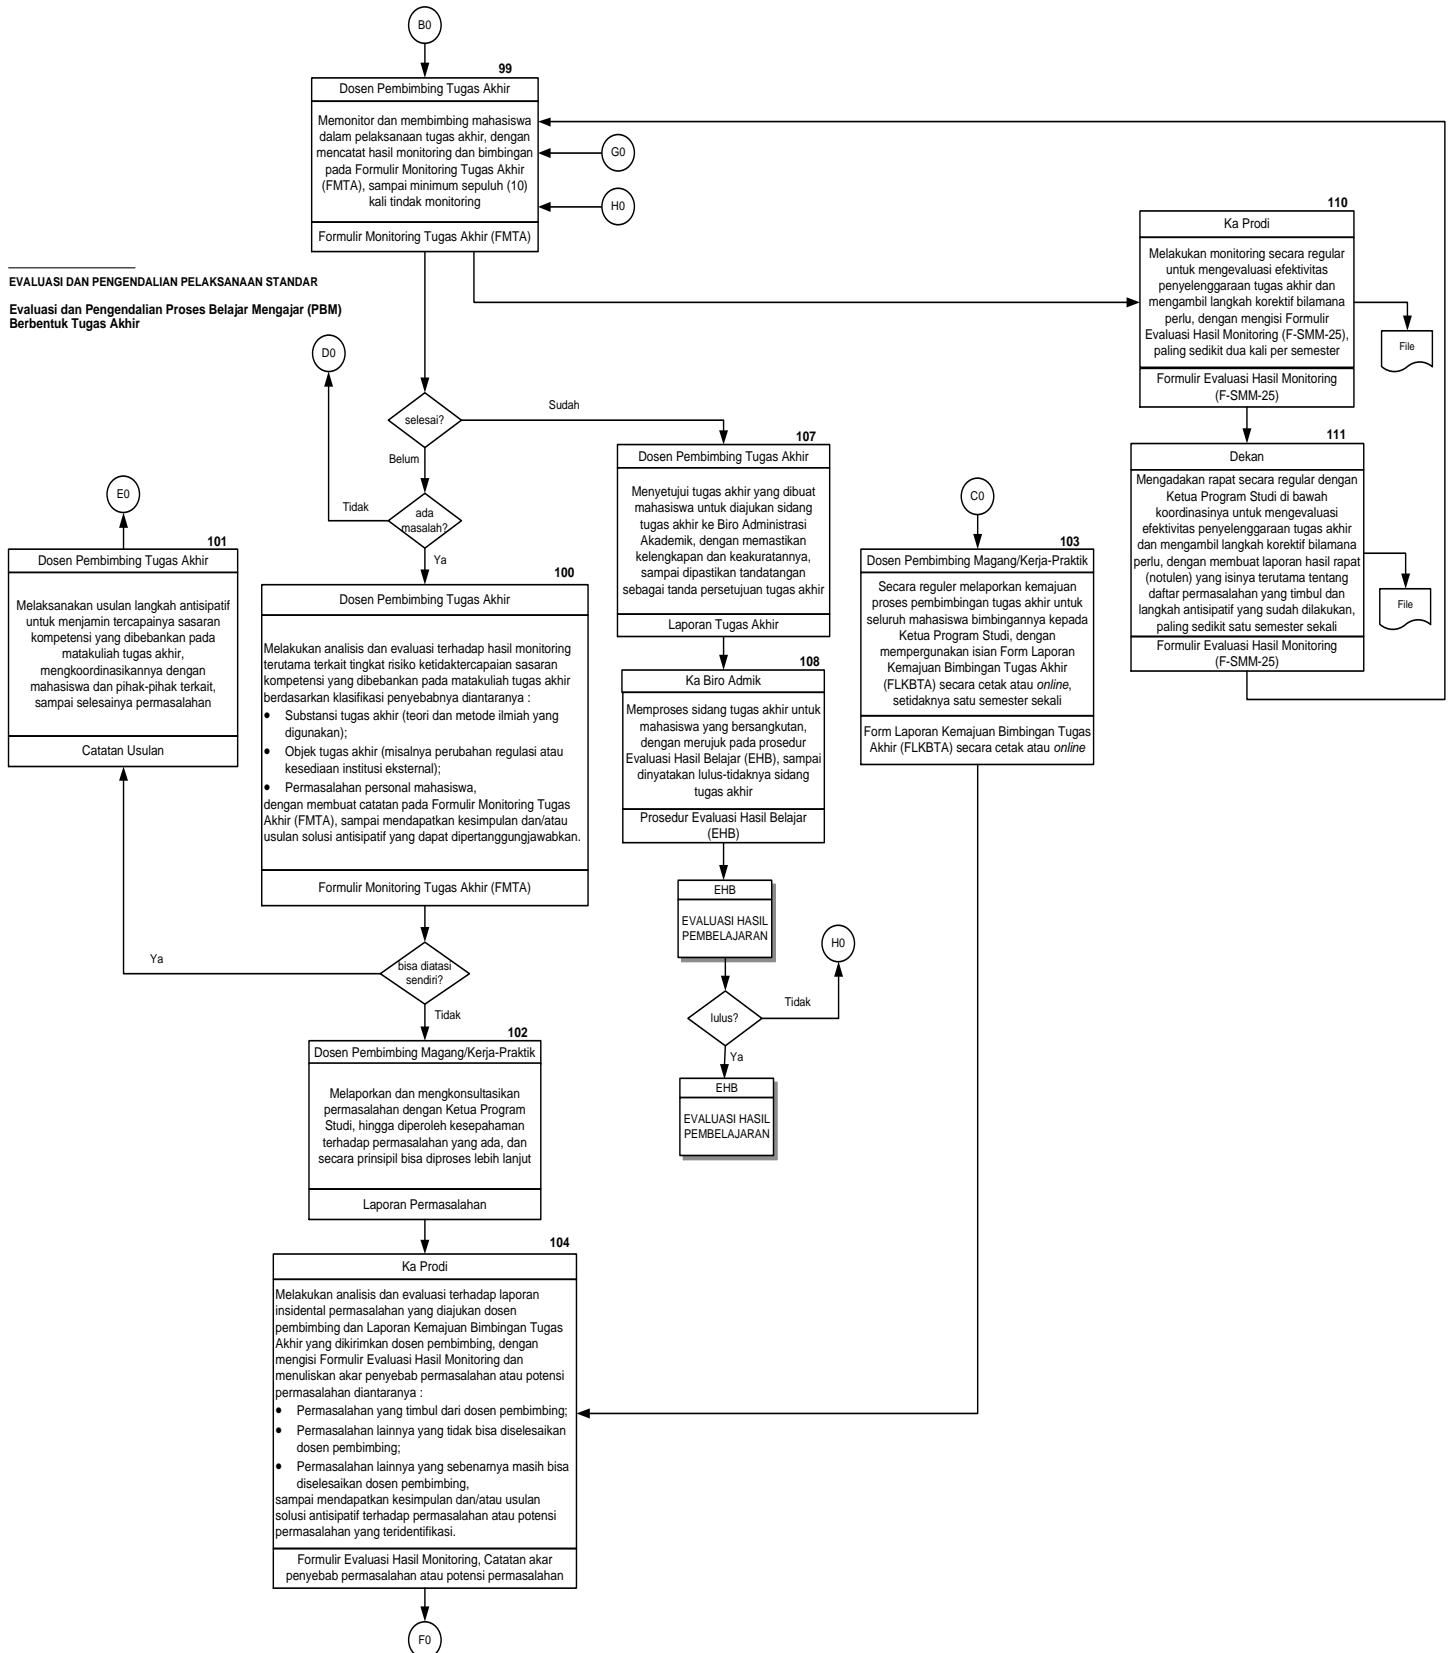 B0
99
Dosen Pembimbing Tugas Akhir
Memonitor dan membimbing mahasiswa
dalam pelaksanaan tugas akhir, dengan
mencatat hasil monitoring dan bimbingan
pada Formulir Monitoring Tugas Akhir
(FMTA), sampai minimum sepuluh (10)
kali tindak monitoring
Formulir Monitoring Tugas Akhir (FMTA)
G0
H0
EVALUASI DAN PENGENDALIAN PELAKSANAAN STANDAR
Evaluasi dan Pengendalian Proses Belajar Mengajar (PBM)
Berbentuk Tugas Akhir
110
Ka Prodi
Melakukan monitoring secara regular
untuk mengevaluasi efektivitas
penyelenggaraan tugas akhir dan
mengambil langkah korektif bilamana
perlu, dengan mengisi Formulir
Evaluasi Hasil Monitoring (F-SMM-25),
paling sedikit dua kali per semester
Formulir Evaluasi Hasil Monitoring
(F-SMM-25)
File
D0
selesai?
Sudah
Belum
ada
masalah?
Tidak
Ya
107
Dosen Pembimbing Tugas Akhir
Menyetujui tugas akhir yang dibuat
mahasiswa untuk diajukan sidang
tugas akhir ke Biro Administrasi
Akademik, dengan memastikan
kelengkapan dan keakuratannya,
sampai dipastikan tandatangan
sebagai tanda persetujuan tugas akhir
Laporan Tugas Akhir
111
Dekan
Mengadakan rapat secara regular dengan
Ketua Program Studi di bawah
koordinasinya untuk mengevaluasi
efektivitas penyelenggaraan tugas akhir
dan mengambil langkah korektif bilamana
perlu, dengan membuat laporan hasil rapat
(notulen) yang isinya terutama tentang
daftar permasalahan yang timbul dan
langkah antisipatif yang sudah dilakukan,
paling sedikit satu semester sekali
Formulir Evaluasi Hasil Monitoring
(F-SMM-25)
File
E0
101
Dosen Pembimbing Tugas Akhir
Melaksanakan usulan langkah antisipatif
untuk menjamin tercapainya sasaran
kompetensi yang dibebankan pada
matakuliah tugas akhir,
mengkoordinasikannya dengan
mahasiswa dan pihak-pihak terkait,
sampai selesainya permasalahan
Catatan Usulan
100
Dosen Pembimbing Tugas Akhir
Melakukan analisis dan evaluasi terhadap hasil monitoring
terutama terkait tingkat risiko ketidaktercapaian sasaran
kompetensi yang dibebankan pada matakuliah tugas akhir
berdasarkan klasifikasi penyebabnya diantaranya :
• Substansi tugas akhir (teori dan metode ilmiah yang
digunakan);
• Objek tugas akhir (misalnya perubahan regulasi atau
kesediaan institusi eksternal);
• Permasalahan personal mahasiswa,
dengan membuat catatan pada Formulir Monitoring Tugas
Akhir (FMTA), sampai mendapatkan kesimpulan dan/atau
usulan solusi antisipatif yang dapat dipertanggungjawabkan.
Formulir Monitoring Tugas Akhir (FMTA)
C0
103
Dosen Pembimbing Magang/Kerja-Praktik
Secara reguler melaporkan kemajuan
proses pembimbingan tugas akhir untuk
seluruh mahasiswa bimbingannya kepada
Ketua Program Studi, dengan
mempergunakan isian Form Laporan
Kemajuan Bimbingan Tugas Akhir
(FLKBTA) secara cetak atau online,
setidaknya satu semester sekali
Form Laporan Kemajuan Bimbingan Tugas
Akhir (FLKBTA) secara cetak atau online
108
Ka Biro Admik
Memproses sidang tugas akhir untuk
mahasiswa yang bersangkutan,
dengan merujuk pada prosedur
Evaluasi Hasil Belajar (EHB), sampai
dinyatakan lulus-tidaknya sidang
tugas akhir
Prosedur Evaluasi Hasil Belajar
(EHB)
EHB
EVALUASI HASIL
PEMBELAJARAN
H0
lulus?
Tidak
Ya
EHB
EVALUASI HASIL
PEMBELAJARAN
bisa diatasi
sendiri?
Ya
Tidak
102
Dosen Pembimbing Magang/Kerja-Praktik
Melaporkan dan mengkonsultasikan
permasalahan dengan Ketua Program
Studi, hingga diperoleh kesepahaman
terhadap permasalahan yang ada, dan
secara prinsipil bisa diproses lebih lanjut
Laporan Permasalahan
104
Ka Prodi
Melakukan analisis dan evaluasi terhadap laporan
insidental permasalahan yang diajukan dosen
pembimbing dan Laporan Kemajuan Bimbingan Tugas
Akhir yang dikirimkan dosen pembimbing, dengan
mengisi Formulir Evaluasi Hasil Monitoring dan
menuliskan akar penyebab permasalahan atau potensi
permasalahan diantaranya :
• Permasalahan yang timbul dari dosen pembimbing;
• Permasalahan lainnya yang tidak bisa diselesaikan
dosen pembimbing;
• Permasalahan lainnya yang sebenarnya masih bisa
diselesaikan dosen pembimbing,
sampai mendapatkan kesimpulan dan/atau usulan
solusi antisipatif terhadap permasalahan atau potensi
permasalahan yang teridentifikasi.
Formulir Evaluasi Hasil Monitoring, Catatan akar
penyebab permasalahan atau potensi permasalahan
F0